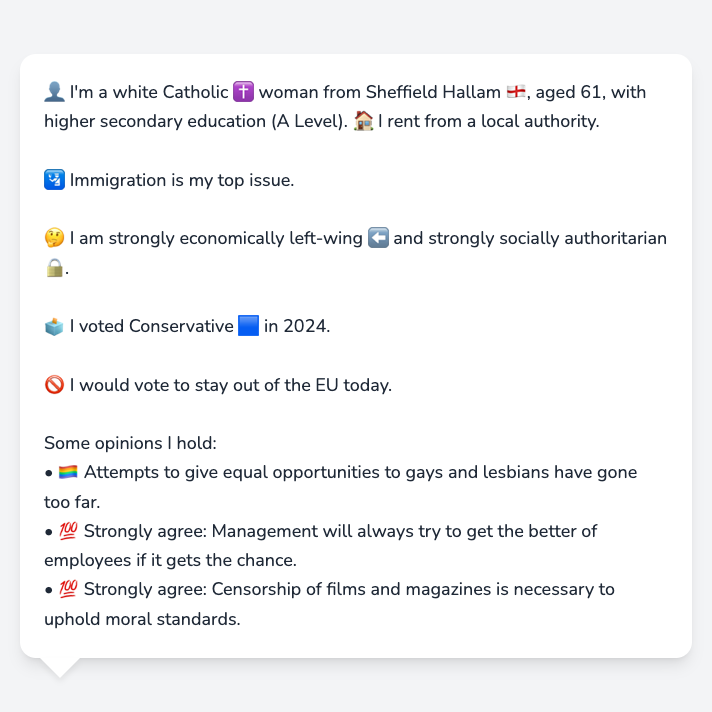 👤 I'm a white Catholic ✝️ woman from Sheffield Hallam 🏴󠁧󠁢󠁥󠁮󠁧󠁿, aged 61, with
higher secondary education (A Level). 🏠 I rent from a local authority.
🛂 Immigration is my top issue.
🤔 I am strongly economically left-wing ⬅️ and strongly socially authoritarian
🔒.
🗳️ I voted Conservative 🟦 in 2024.
🚫 I would vote to stay out of the EU today.
Some opinions I hold:
• 🏳️‍🌈 Attempts to give equal opportunities to gays and lesbians have gone
too far.
• 💯 Strongly agree: Management will always try to get the better of
employees if it gets the chance.
• 💯 Strongly agree: Censorship of films and magazines is necessary to
uphold moral standards.